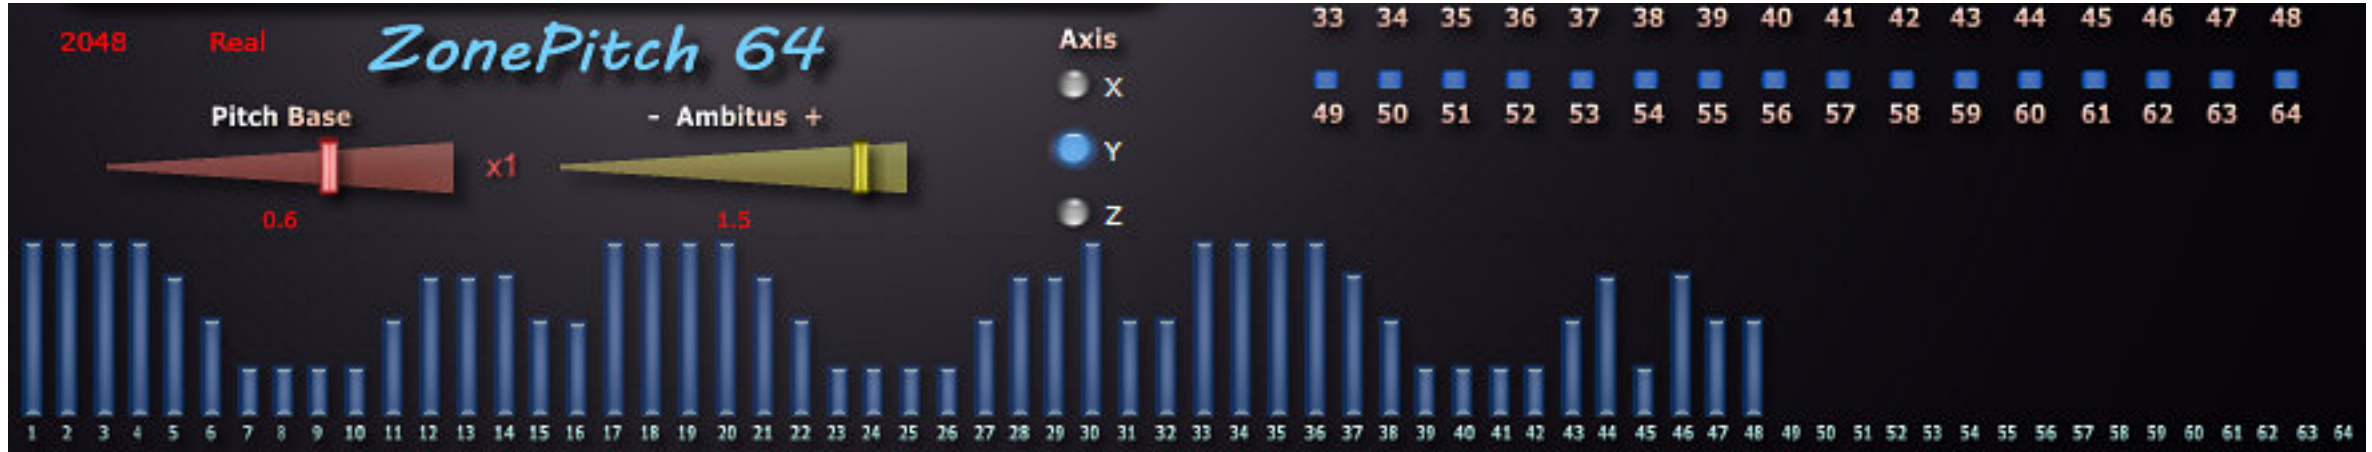 33 34 35 36 37 38 39 40 41 42 43 44 45 46 47 48
2048 Real ZonePitch 64 Axis
X
49 50 51 52 53 54 55 56 57 58 59 60 61 62 63 64
Pitch Base - Ambitus +
Y
x1
Z
0.6 1.5
1 2 3 4 5 6 7 8 9 10 11 12 13 14 15 16 17 18 19 20 21 22 23 24 25 26 27 28 29 30 31 32 33 34 35 36 37 38 39 40 41 42 43 44 45 46 47 48 49 50 51 52 53 54 55 56 57 58 59 60 61 62 63 64